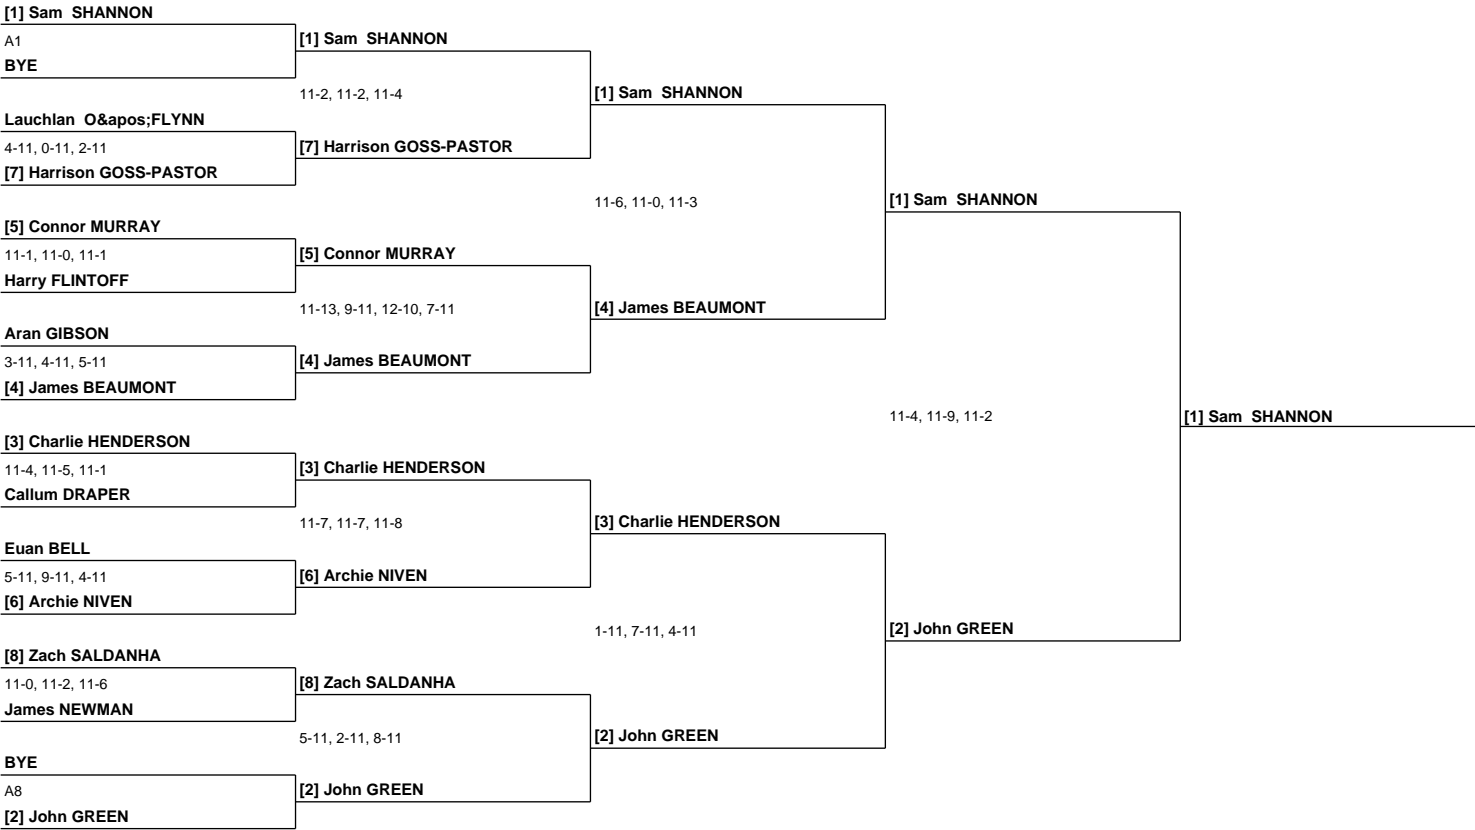 [1] Sam  SHANNON
A1
BYE
Lauchlan  O&apos;FLYNN
4-11, 0-11, 2-11
[7] Harrison GOSS-PASTOR
[5] Connor MURRAY
11-1, 11-0, 11-1
Harry FLINTOFF
Aran GIBSON
3-11, 4-11, 5-11
[4] James BEAUMONT
[3] Charlie HENDERSON
11-4, 11-5, 11-1
Callum DRAPER
Euan BELL
5-11, 9-11, 4-11
[6] Archie NIVEN
[8] Zach SALDANHA
11-0, 11-2, 11-6
James NEWMAN
BYE
A8
[2] John GREEN
[1] Sam  SHANNON
11-2, 11-2, 11-4
[7] Harrison GOSS-PASTOR
[5] Connor MURRAY
11-13, 9-11, 12-10, 7-11
[4] James BEAUMONT
[3] Charlie HENDERSON
11-7, 11-7, 11-8
[6] Archie NIVEN
[8] Zach SALDANHA
5-11, 2-11, 8-11
[2] John GREEN
[1] Sam  SHANNON
11-6, 11-0, 11-3
[4] James BEAUMONT
[3] Charlie HENDERSON
1-11, 7-11, 4-11
[2] John GREEN
[1] Sam  SHANNON
11-4, 11-9, 11-2
[2] John GREEN
[1] Sam  SHANNON